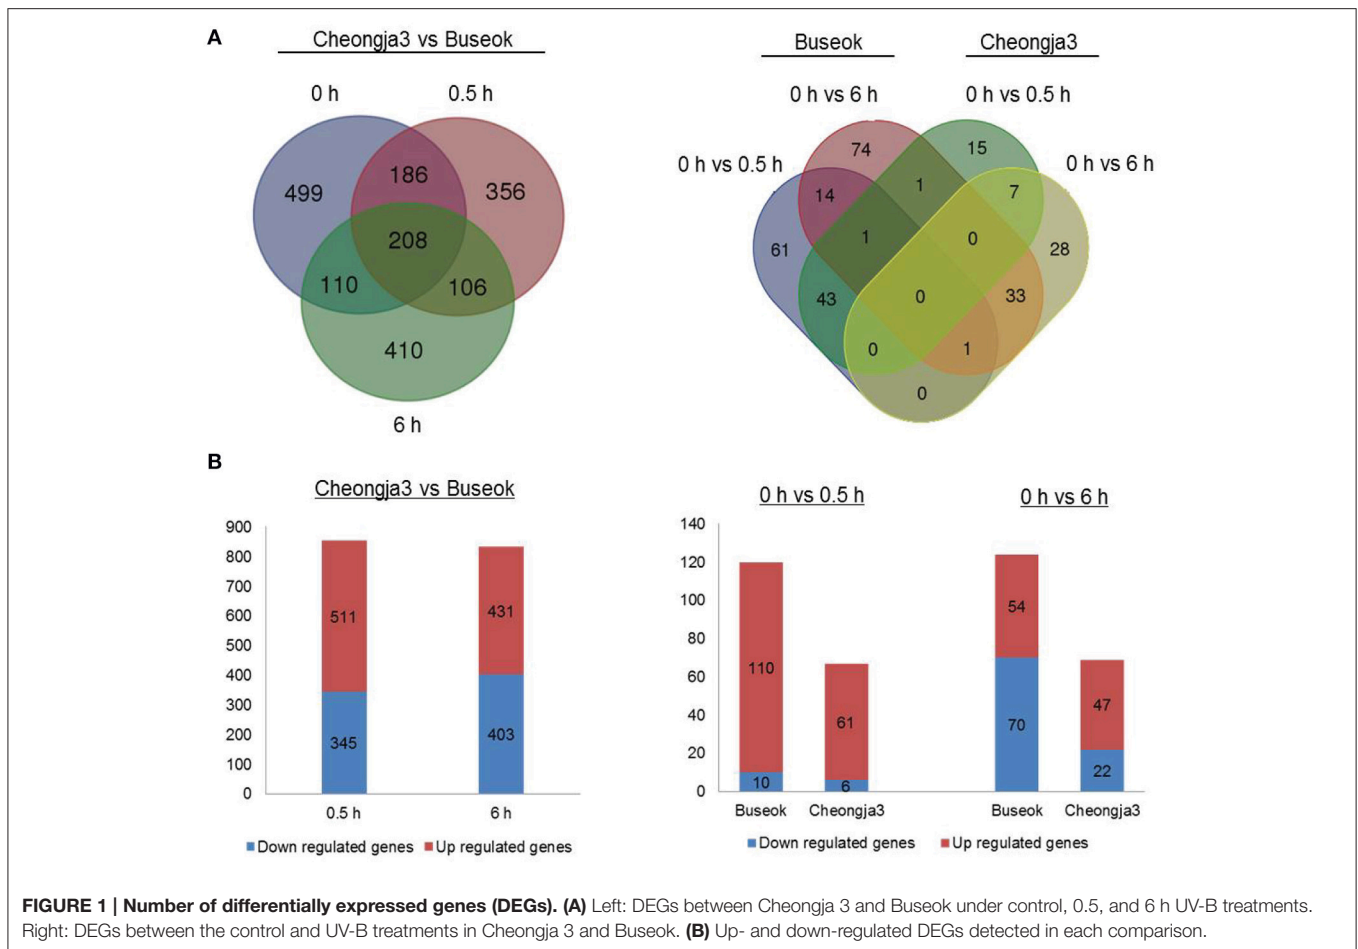 A
Cheongja3 vs Buseok
0 h
0.5 h
499
186
356
208
110
106
410
6 h
Buseok
Cheongja3
0 h vs 6 h
0 h vs 0.5 h
0 h vs 0.5 h
0 h vs 6 h
74
15
14
1
7
61
1
0
28
43
0
33
0
1
0
B
Cheongja3 vs Buseok
900
800
700
600
500
400
300
200
100
0
511
431
345
403
0.5 h
6 h
Down regulated genes
Up regulated genes
0 h vs 0.5 h
0 h vs 6 h
140
120
100
80
60
40
20
0
110
61
54
47
10
6
70
22
Buseok
Cheongja3
Buseok
Cheongja3
Down regulated genes
Up regulated genes
FIGURE 1 | Number of differentially expressed genes (DEGs). (A) Left: DEGs between Cheongja 3 and Buseok under control, 0.5, and 6 h UV-B treatments.
Right: DEGs between the control and UV-B treatments in Cheongja 3 and Buseok. (B) Up- and down-regulated DEGs detected in each comparison.